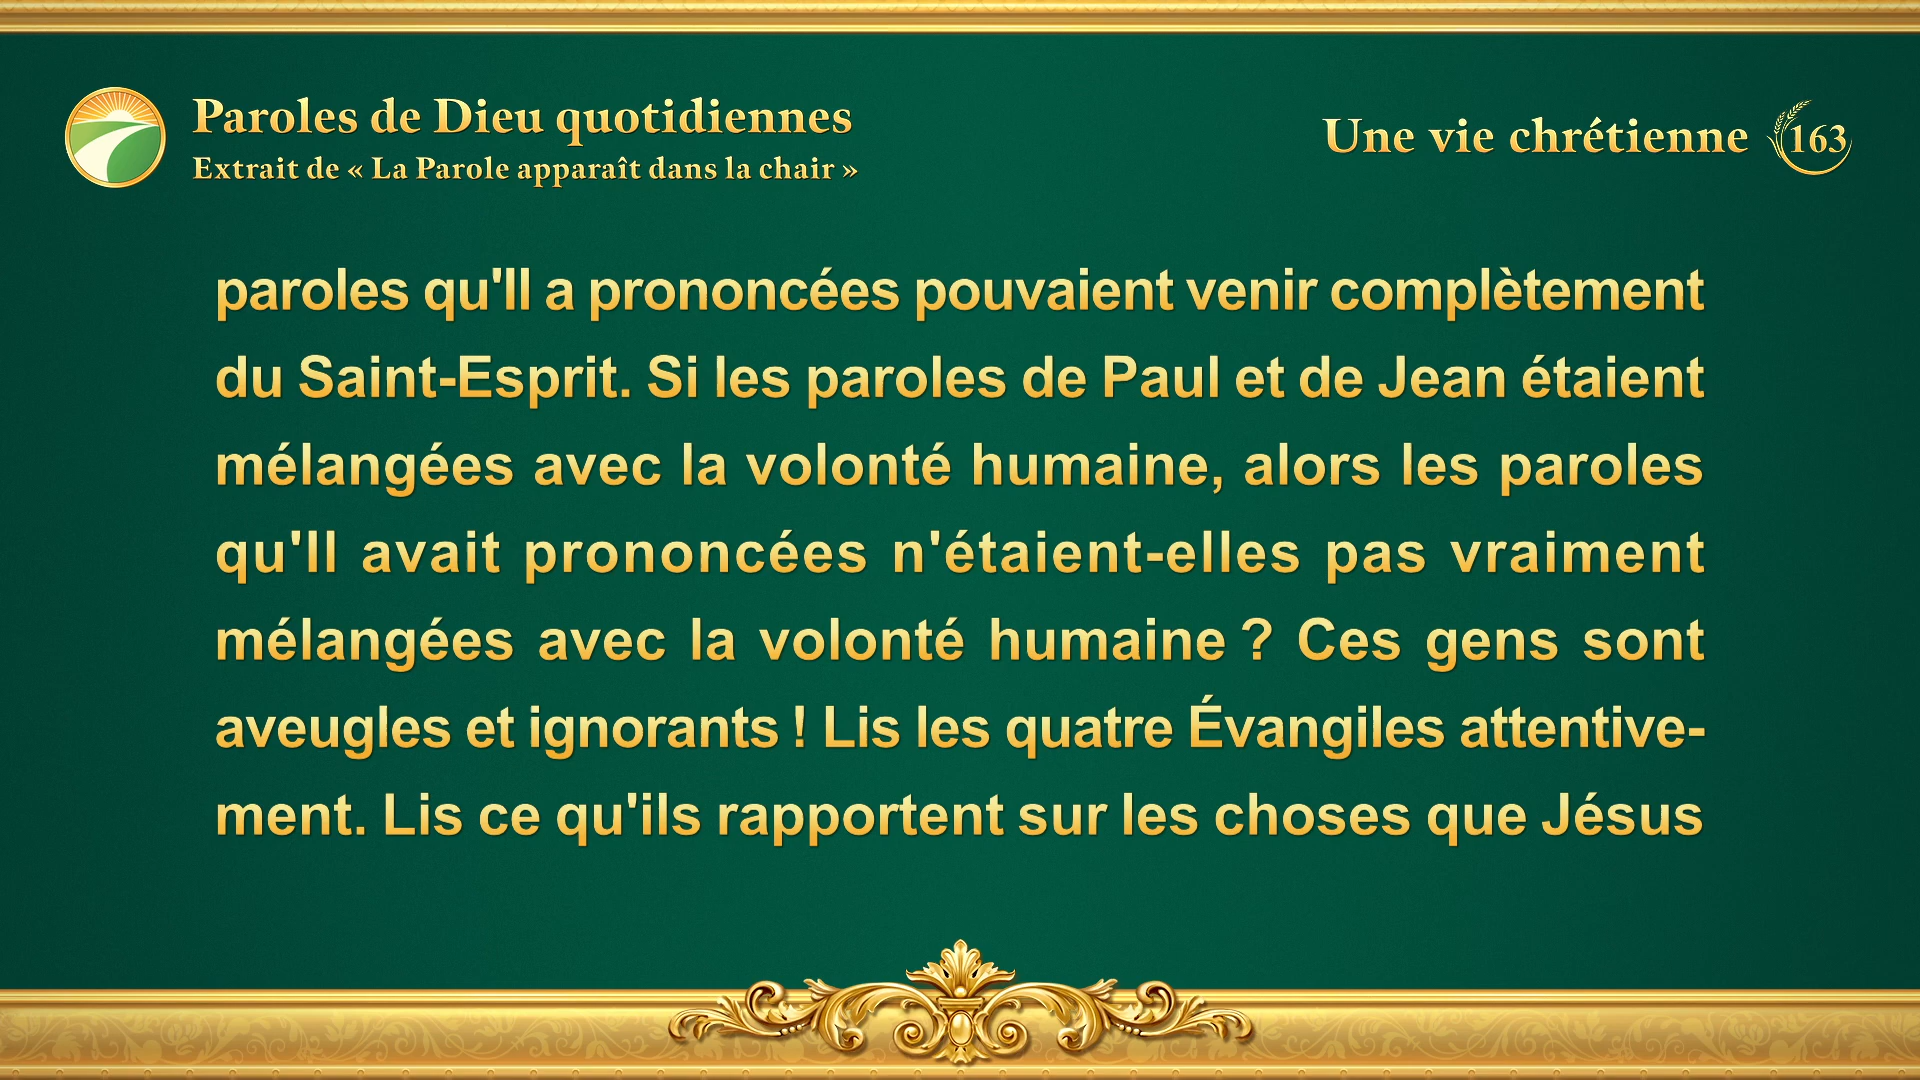 Paroles de Dieu quotidiennes
Extrait de « La Parole apparaît dans la chair »
Une vie chrétienne 163
paroles qu'Il a prononcées pouvaient venir complètement
du Saint-Esprit. Si les paroles de Paul et de Jean étaient
mélangées avec la volonté humaine, alors les paroles
qu'Il avait prononcées n'étaient-elles pas vraiment
mélangées avec la volonté humaine ? Ces gens sont
aveugles et ignorants ! Lis les quatre Évangiles attentive-
ment. Lis ce qu'ils rapportent sur les choses que Jésus